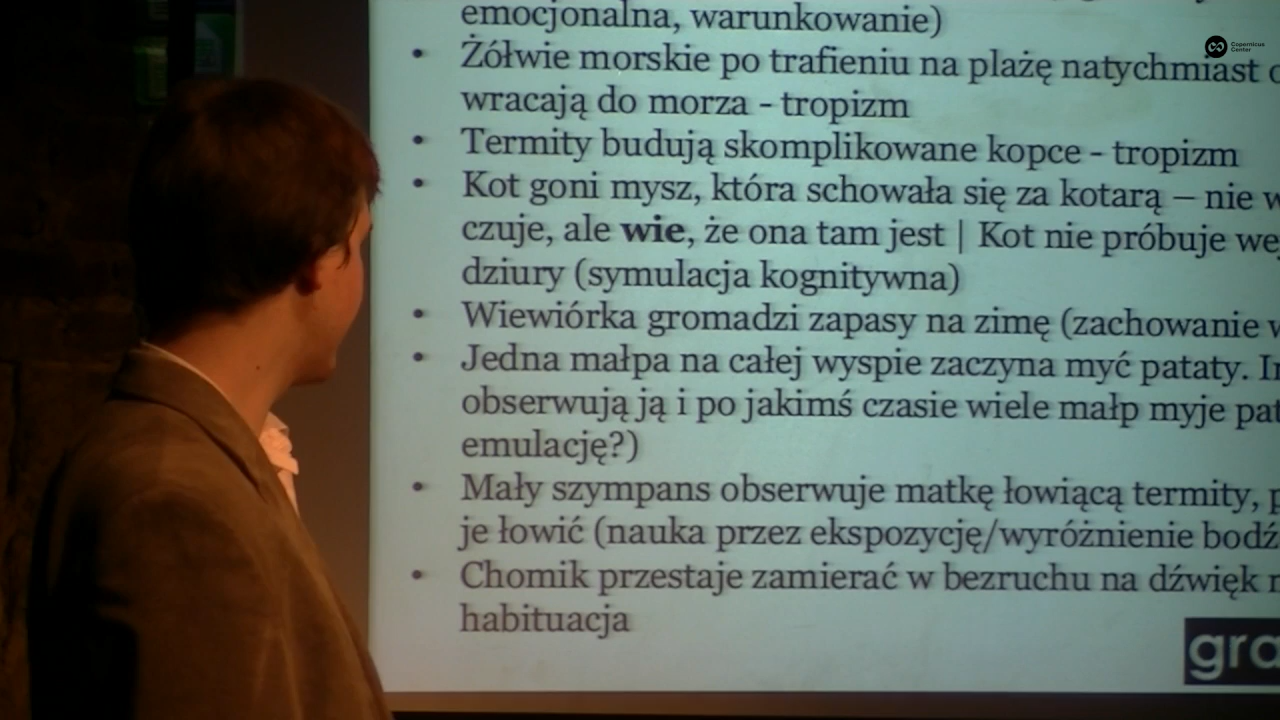 emocjonalna, warunkowanie)
• Żółwie morskie po trafieniu na plażę natychmiast
wracają do morza - tropizm
• Termity budują skomplikowane kopce - tropizm
• Kot goni mysz, która schowała się za kotarą – nie
czuje, ale wie, że ona tam jest | Kot nie próbuje
dziury (symulacja kognitywna)
• Wiewiórka gromadzi zapasy na zimę (zachowanie
• Jedna małpa na całej wyspie zaczyna myć pataty.
obserwują ją i po jakimś czasie wiele małp myje
emulację?)
• Mały szympans obserwuje matkę łowiącą termity,
je łowić (nauka przez ekspozycję/wyróżnienie
• Chomik przestaje zamierać w bezruchu na dźwięk
habituacja
gra
Copernicus
Center